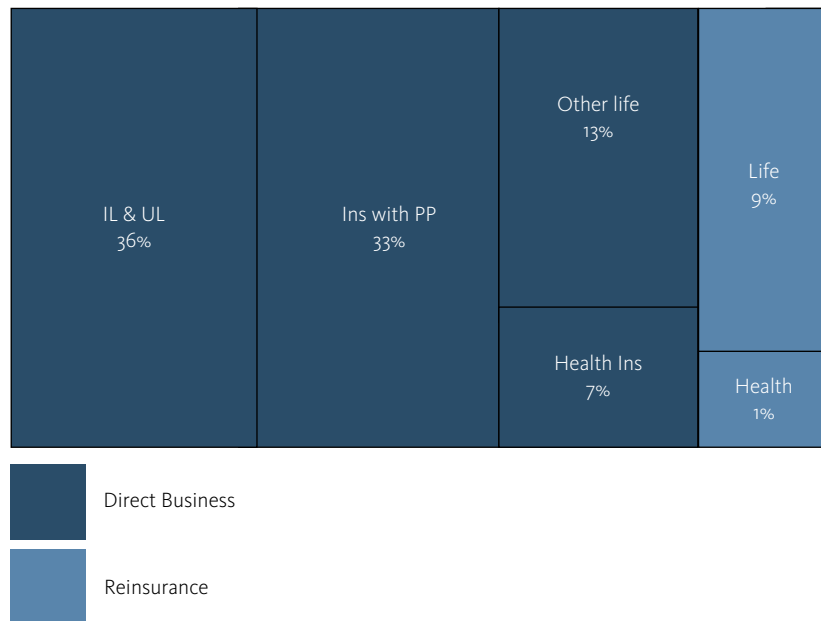 IL & UL
36%
Ins with PP
33%
Other life
13%
Health Ins
7%
Life
9%
Health
1%
Direct Business
Reinsurance